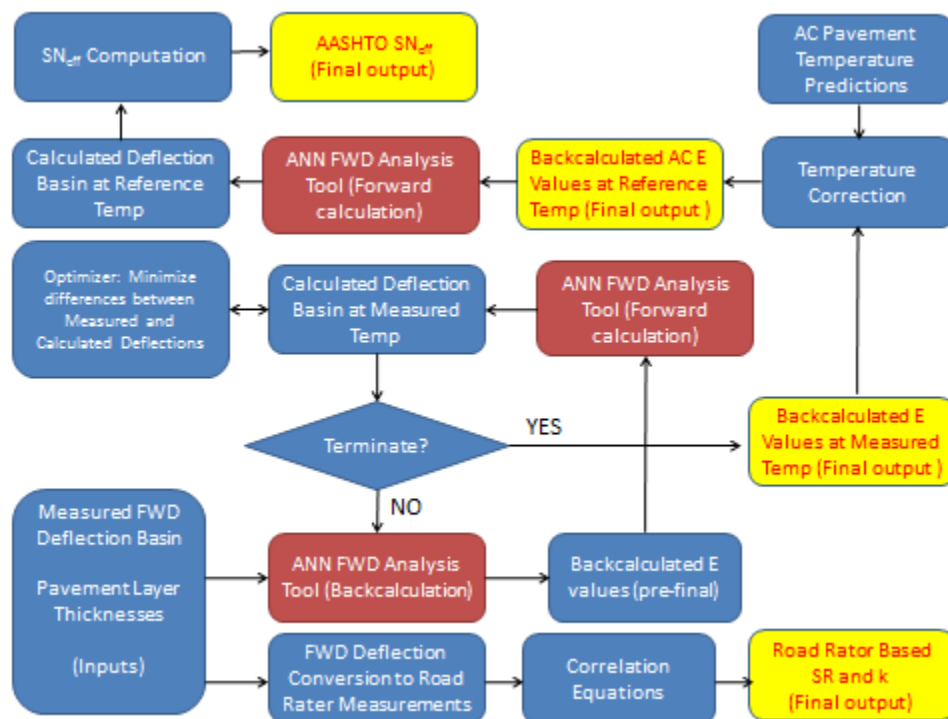 SNeff Computation
AASHTO SNeff
(Final output)
AC Pavement
Temperature
Predictions
Calculated Deflection
Basin at Reference
Temp
ANN FWD Analysis
Tool (Forward
calculation)
Backcalculated AC E
Values at Reference
Temp (Final output )
Temperature
Correction
Optimizer: Minimize
differences between
Measured and
Calculated Deflections
Calculated Deflection
Basin at Measured
Temp
ANN FWD Analysis
Tool (Forward
calculation)
Terminate?
YES
Backcalculated E
Values at Measured
Temp (Final output )
NO
Measured FWD
Deflection Basin
Pavement Layer
Thicknesses
(Inputs)
ANN FWD Analysis
Tool (Backcalculation)
Backcalculated E
values (pre-final)
FWD Deflection
Conversion to Road
Rater Measurements
Correlation
Equations
Road Rator Based
SR and k
(Final output)